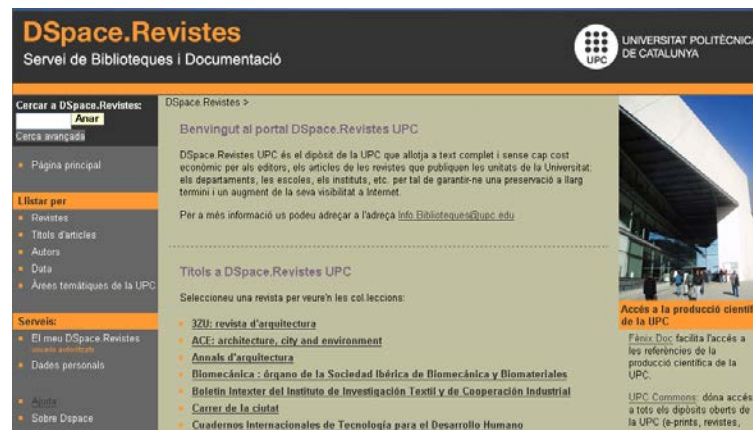 DSpace.Revistes
Servei de Biblioteques i Documentació
UPC
UNIVERSITAT POLITÈCNICA
DE CATALUNYA
Cercar a DSpace.Revistes:
Anar
Cerca avançada
Pàgina principal
Llistar per
Revistes
Títols d'articles
Autors
Data
Àrees temàtiques de la UPC
Serveis:
El meu DSpace.Revistes
usuaris autoritzats
Dades personals
Ajuda
Sobre Dspace
DSpace.Revistes >
Benvingut al portal DSpace.Revistes UPC
DSpace.Revistes UPC és el dipòsit de la UPC que allotja a text complet i sense cap cost
econòmic per als editors, els articles de les revistes que publiquen les unitats de la Universitat:
els departaments, les escoles, els instituts, etc. per tal de garantir-ne una preservació a llarg
termini i un augment de la seva visibilitat a Internet.
Per a més informació us podeu adreçar a l'adreça Info.Biblioteques@upc.edu
Títols a DSpace.Revistes UPC
Seleccioneu una revista per veure'n les col.leccions:
3ZU: revista d'arquitectura
ACE: architecture, city and environment
Annals d'arquitectura
Biomecánica : órgano de la Sociedad Ibérica de Biomecánica y Biomateriales
Boletín Intexter del Instituto de Investigación Textil y de Cooperación Industrial
Carrer de la ciutat
Cuadernos Internacionales de Tecnología para el Desarrollo Humano
Accés a la producció científ
de la UPC
Fènix Doc facilita l'accés a
les referències de la
producció científica de la
UPC.
UPC Commons: dóna accés
a tots els dipòsits oberts de
la UPC (e-prints, revistes,